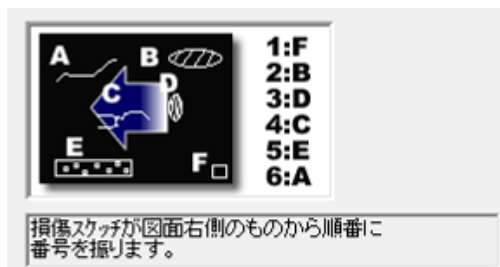 A
B
C
D
E
F
1:F
2:B
3:D
4:C
5:E
6:A
損傷スケッチが図面右側のものから順番に
番号を振ります。